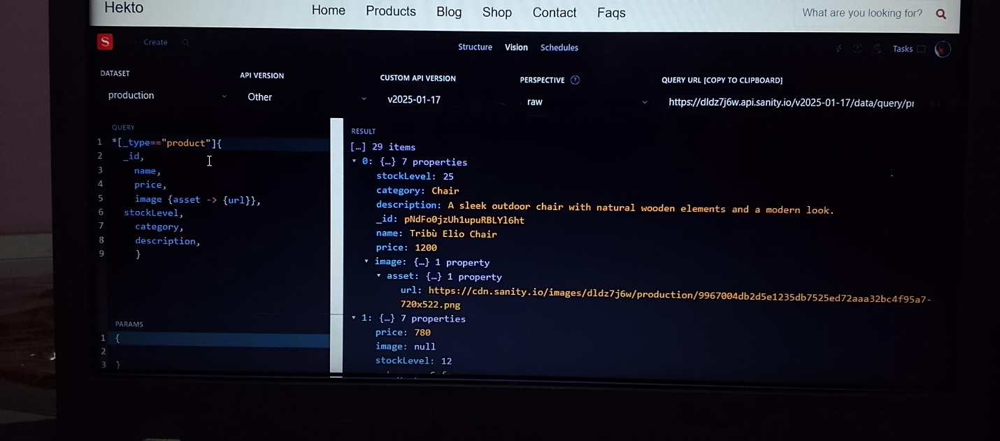 Hekto
Home Products Blog Shop Contact Faqs
What are you looking for?
S
Create
Structure Vision Schedules
Tasks
DATASET
API VERSION
CUSTOM API VERSION
PERSPECTIVE ?
QUERY URL [COPY TO CLIPBOARD]
production
Other
v2025-01-17
raw
https://dldz7j6w.api.sanity.io/v2025-01-17/data/query/pr
QUERY
1 *[_type=="product"]{
2 _id,
3 name,
4 price,
5 image {asset -> {url}},
6 stockLevel,
7 category,
8 description,
9 }
PARAMS
1 {
2
3 }
RESULT
[…] 29 items
0: {…} 7 properties
stockLevel: 25
category: Chair
description: A sleek outdoor chair with natural wooden elements and a modern look.
_id: pNdFo0jzUh1upuRBLYl6ht
name: Tribù Elio Chair
price: 1200
image: {…} 1 property
asset: {…} 1 property
url: https://cdn.sanity.io/images/dldz7j6w/production/9967004db2d5e1235db7525ed72aaa32bc4f95a7-
720x522.png
1: {…} 7 properties
price: 780
image: null
stockLevel: 12